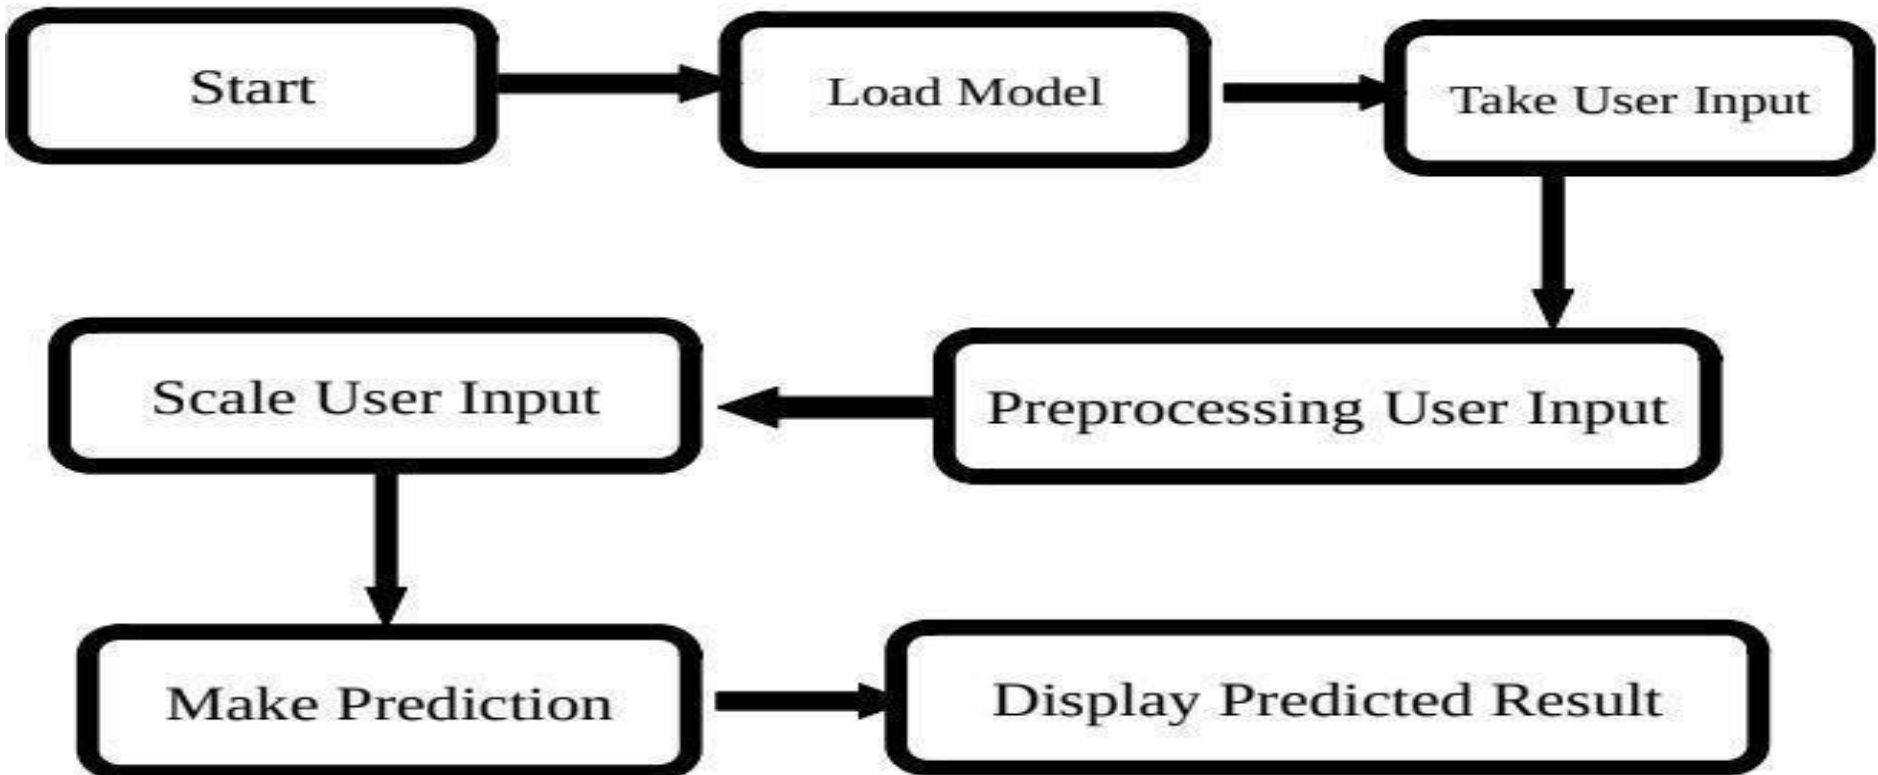 Start
Load Model
Take User Input
Preprocessing User Input
Scale User Input
Make Prediction
Display Predicted Result